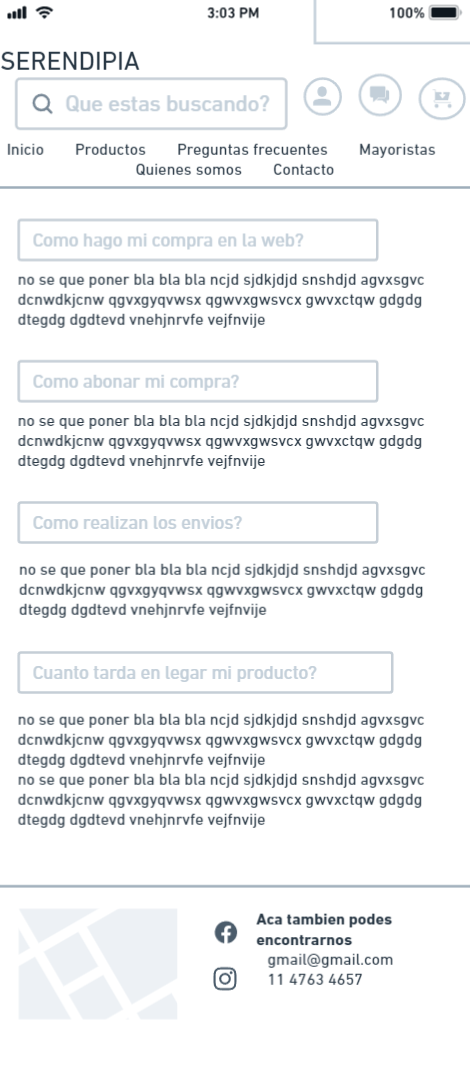 3:03 PM 100%
SERENDIPIA
Que estas buscando?
Inicio Productos Preguntas frecuentes Mayoristas
Quienes somos Contacto
Como hago mi compra en la web?
no se que poner bla bla bla ncjd sjdkjdjd snshdjd agvxsgvc
dcnwdkjcnw qgvxgyqvwsx qgwvxgwsvcx gwvxctqw gdgdg
dtegdg dgdtevd vnehjnrvfe vejfnvije
Como abonar mi compra?
no se que poner bla bla bla ncjd sjdkjdjd snshdjd agvxsgvc
dcnwdkjcnw qgvxgyqvwsx qgwvxgwsvcx gwvxctqw gdgdg
dtegdg dgdtevd vnehjnrvfe vejfnvije
Como realizan los envios?
no se que poner bla bla bla ncjd sjdkjdjd snshdjd agvxsgvc
dcnwdkjcnw qgvxgyqvwsx qgwvxgwsvcx gwvxctqw gdgdg
dtegdg dgdtevd vnehjnrvfe vejfnvije
Cuanto tarda en legar mi producto?
no se que poner bla bla bla ncjd sjdkjdjd snshdjd agvxsgvc
dcnwdkjcnw qgvxgyqvwsx qgwvxgwsvcx gwvxctqw gdgdg
dtegdg dgdtevd vnehjnrvfe vejfnvije
no se que poner bla bla bla ncjd sjdkjdjd snshdjd agvxsgvc
dcnwdkjcnw qgvxgyqvwsx qgwvxgwsvcx gwvxctqw gdgdg
dtegdg dgdtevd vnehjnrvfe vejfnvije
Aca tambien podes
encontrarnos
gmail@gmail.com
11 4763 4657